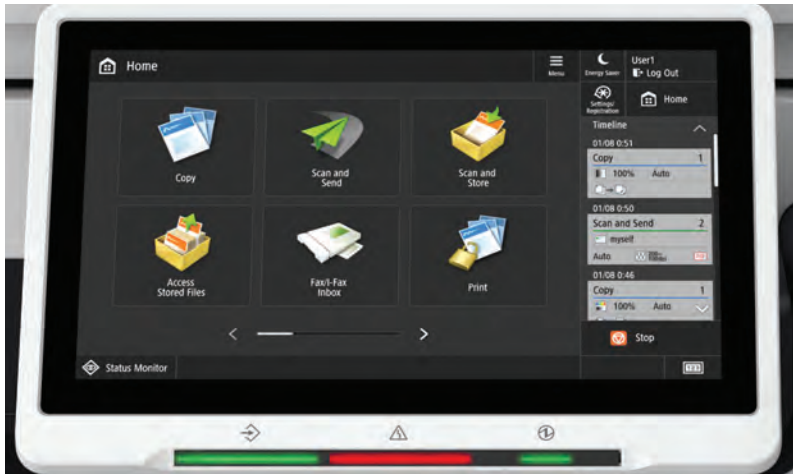 Home
Menu
Energy Saver
User1
Log Out
Settings/
Registration
Home
Copy
Scan and
Send
Scan and
Store
Access
Stored Files
Fax/I-Fax
Inbox
Print
Timeline
01/08 0:51
Copy 1
100% Auto
01/08 0:50
Scan and Send 2
myself
Auto
01/08 0:46
Copy 1
100% Auto
Stop
Status Monitor
123